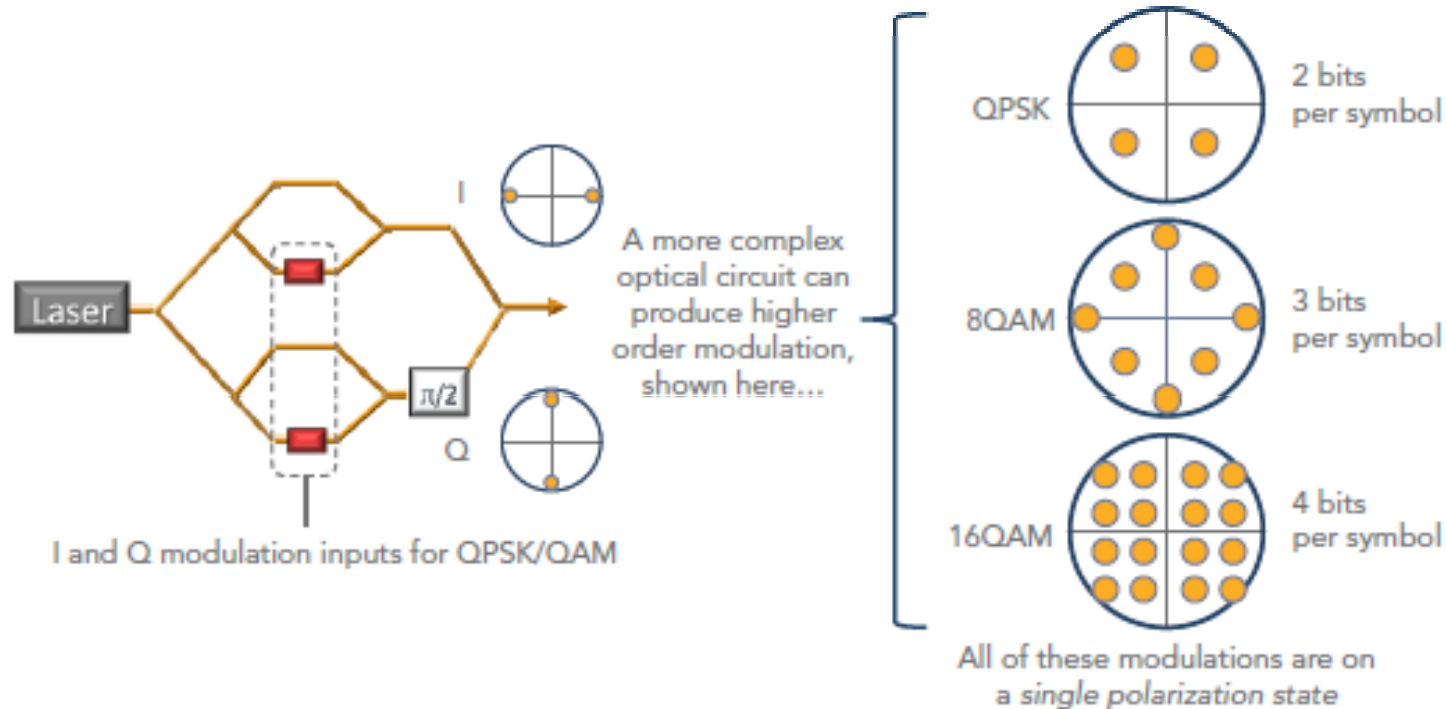 Laser
I
π/2
Q
I and Q modulation inputs for QPSK/QAM
A more complex
optical circuit can
produce higher
order modulation,
shown here...
QPSK
2 bits
per symbol
8QAM
3 bits
per symbol
16QAM
4 bits
per symbol
All of these modulations are on
a single polarization state